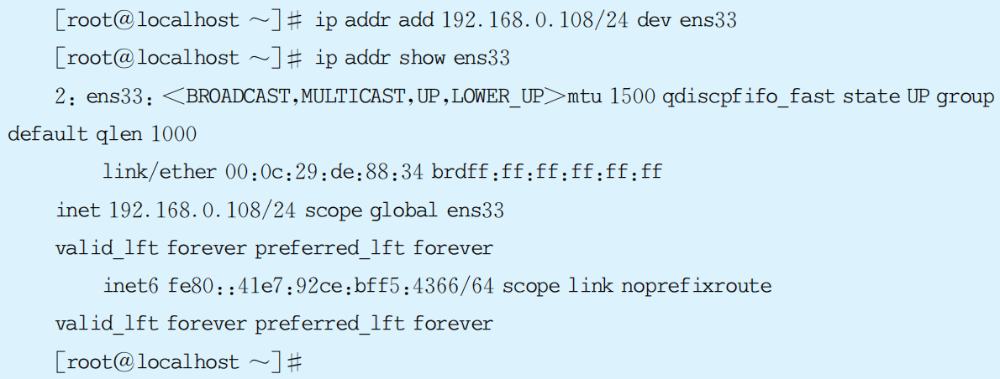 [root@localhost ~]# ip addr add 192.168.0.108/24 dev ens33
[root@localhost ~]# ip addr show ens33
2: ens33: <BROADCAST,MULTICAST,UP,LOWER_UP>mtu 1500 qdiscpfifo_fast state UP group
default qlen 1000
link/ether 00:0c:29:de:88:34 brdff:ff:ff:ff:ff:ff
inet 192.168.0.108/24 scope global ens33
valid_lft forever preferred_lft forever
inet6 fe80::41e7:92ce:bff5:4366/64 scope link noprefixroute
valid_lft forever preferred_lft forever
[root@localhost ~]#